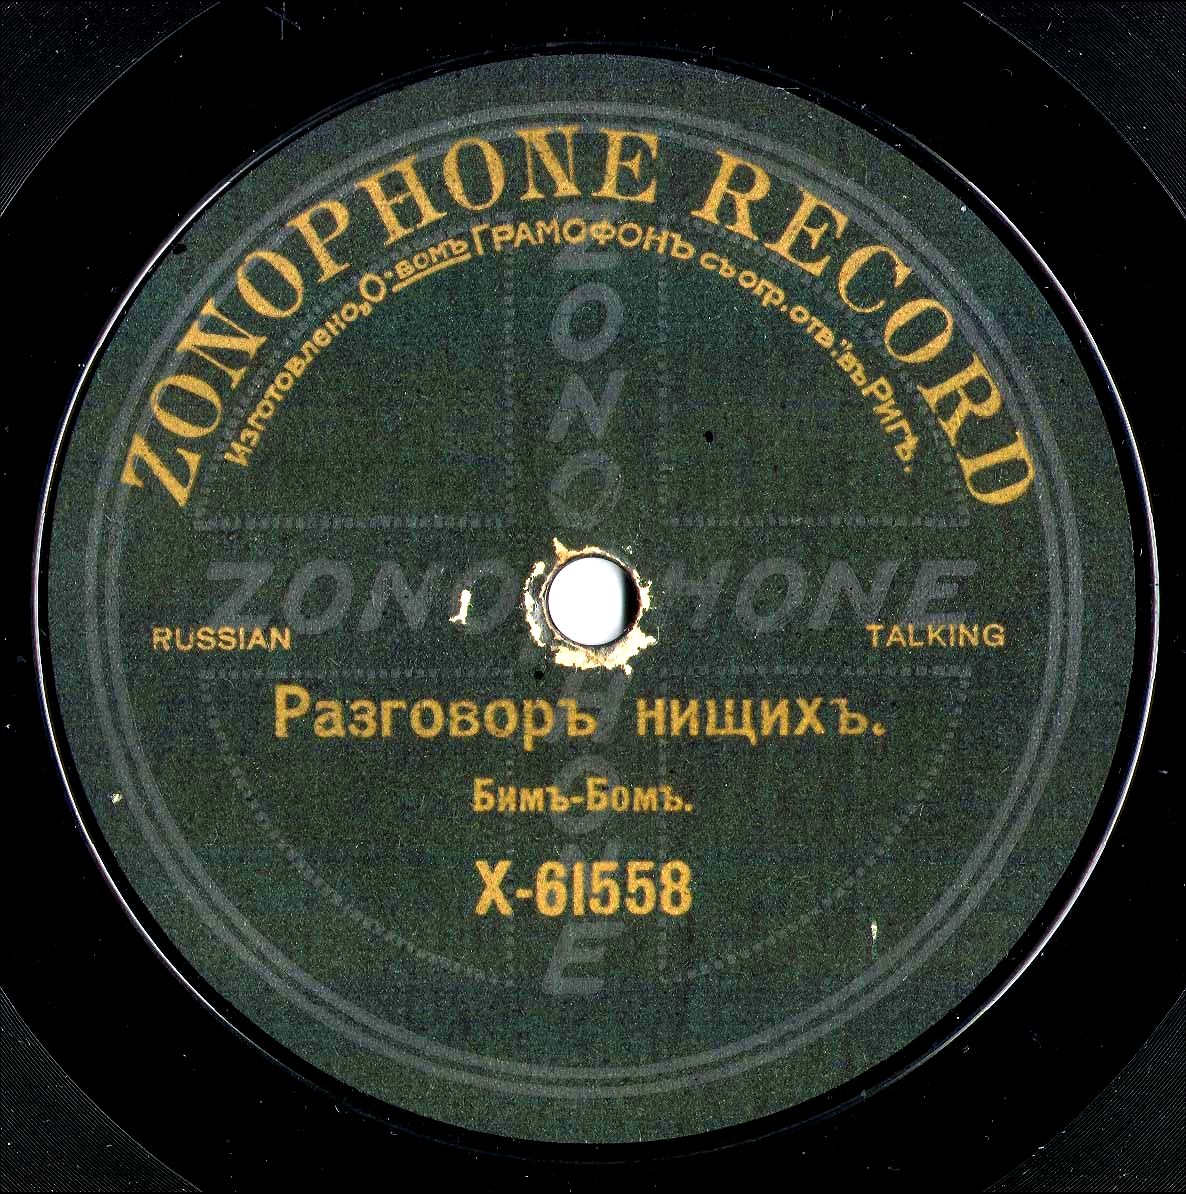 ZONOPHONE RECORD
Изготовлено „О-вомъ ГРАМОФОНЪ съ огр. отв." въ Ригѣ.
ZONOPHONE
ZONOPHONE
RUSSIAN
TALKING
Разговоръ нищихъ.
Бимъ-Бомъ.
X-61558